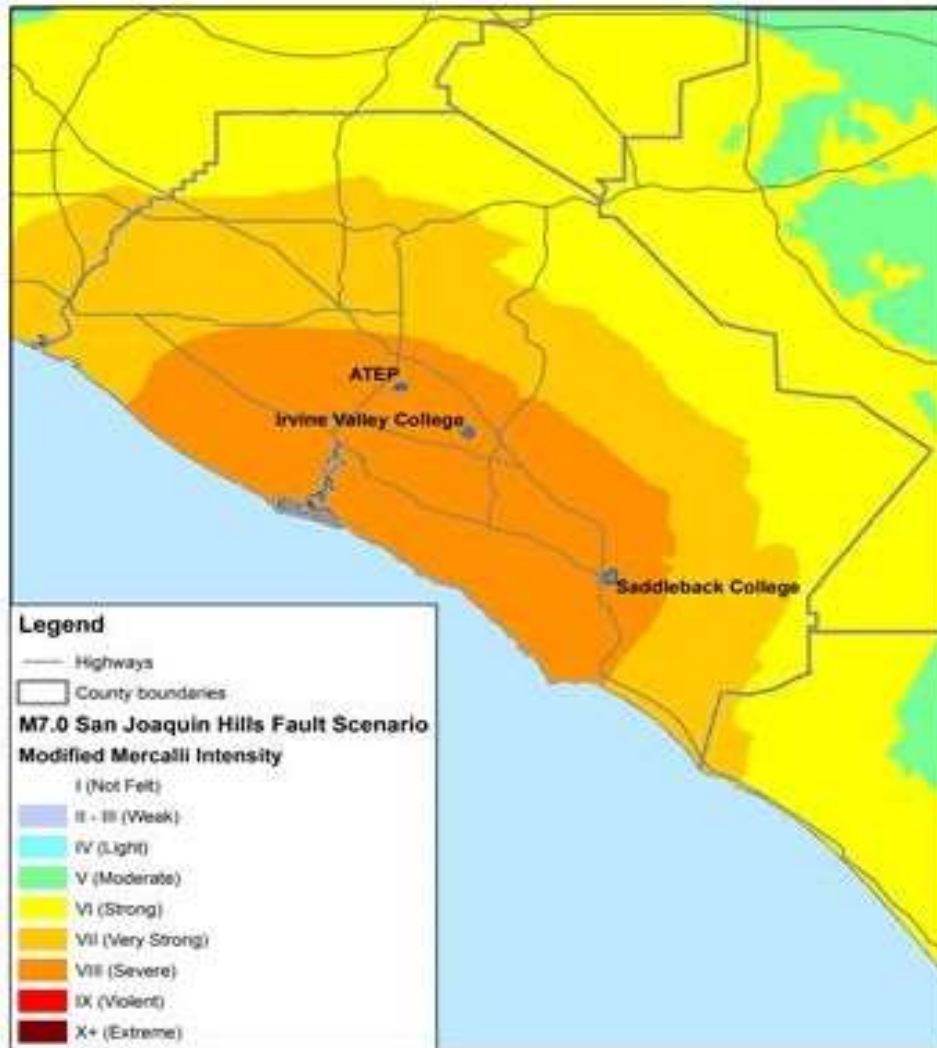 ATEP
Irvine Valley College
Saddleback College
Legend
Highways
County boundaries
M7.0 San Joaquin Hills Fault Scenario
Modified Mercalli Intensity
I (Not Felt)
II - III (Weak)
IV (Light)
V (Moderate)
VI (Strong)
VII (Very Strong)
VIII (Severe)
IX (Violent)
X+ (Extreme)